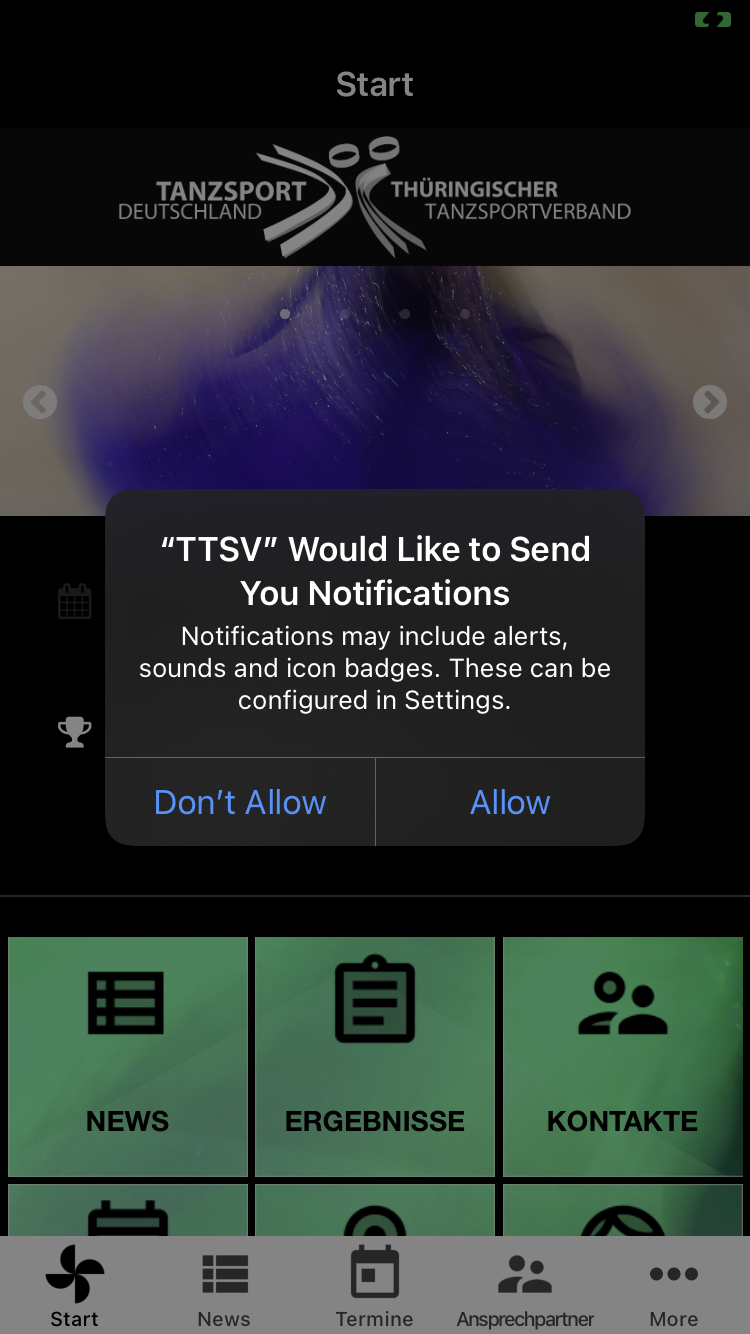 Start
TANZSPORT
DEUTSCHLAND
THÜRINGISCHER
TANZSPORTVERBAND
“TTSV” Would Like to Send
You Notifications
Notifications may include alerts,
sounds and icon badges. These can be
configured in Settings.
Don’t Allow
Allow
NEWS
ERGEBNISSE
KONTAKTE
Start
News
Termine
Ansprechpartner
More